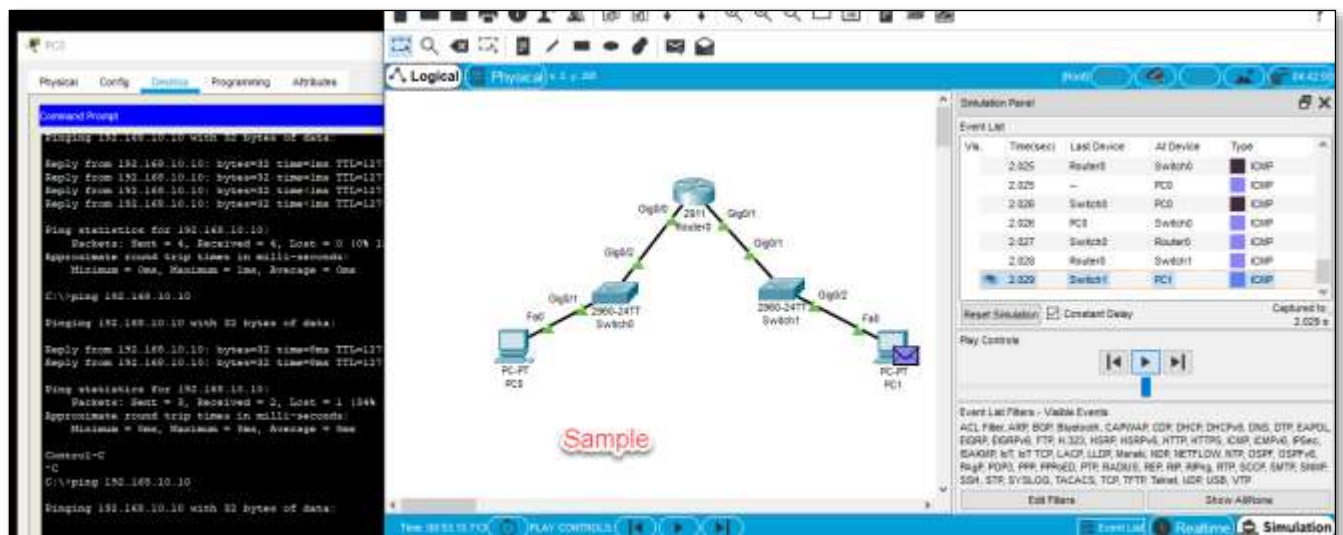 PC0
Physical Config Desktop Programming Attributes
Command Prompt
Pinging 192.168.10.10 with 32 bytes of data:
Reply from 192.168.10.10: bytes=32 time=1ms TTL=127
Reply from 192.168.10.10: bytes=32 time<1ms TTL=127
Reply from 192.168.10.10: bytes=32 time<1ms TTL=127
Reply from 192.168.10.10: bytes=32 time<1ms TTL=127
Ping statistics for 192.168.10.10:
Packets: Sent = 4, Received = 4, Lost = 0 (0%
Approximate round trip times in milli-seconds:
Minimum = 0ms, Maximum = 1ms, Average = 0ms
C:\>ping 192.168.10.10
Pinging 192.168.10.10 with 32 bytes of data:
Reply from 192.168.10.10: bytes=32 time=8ms TTL=127
Reply from 192.168.10.10: bytes=32 TTL=127
Ping statistics for 192.168.10.10:
Packets: Sent = 3, Received = 2, Lost = 1 (34%
Approximate round trip times in milli-seconds:
Control-C
^C
C:\>ping 192.168.10.10
Pinging 192.168.10.10 with 32 bytes of data:
Logical
Physical
[Root]
Gig0/0
2911
Router0
Gig0/1
Gig0/2
Gig0/1
Gig0/1
2960-24TT
Switch0
Fa0
PC-PT
PC0
2960-24TT
Switch1
Gig0/2
Fa0
PC-PT
PC1
Sample
Simulation Panel
Event List
Vis. Time(sec) Last Device At Device Type
2.025 Router0 Switch0 ICMP
2.025 -- PC0 ICMP
2.026 Switch0 PC0 ICMP
2.026 PC0 Switch0 ICMP
2.027 Switch0 Router0 ICMP
2.028 Router0 Switch1 ICMP
2.029 Switch1 PC1 ICMP
Reset Simulation Constant Delay Captured to:
2.029 s
Play Controls
Event List Filters - Visible Events
ACL Filter, ARP, BGP, Bluetooth, CAPWAP, CDP, DHCP, DHCPv6, DNS, DTP, EAPOL,
EIGRP, EIGRPv6, FTP, H.323, HSRP, HSRPv6, HTTP, HTTPS, ICMP, ICMPv6, IPSec,
ISAKMP, IoT, IoT TCP, LACP, LLDP, Meraki, NDP, NETFLOW, NTP, OSPF, OSPFv6,
PAgP, POP3, PPP, PPPoED, PTP, RADIUS, REP, RIP, RIPng, RTP, SCCP, SMTP, SNMP,
SSH, STP, SYSLOG, TACACS, TCP, TFTP, Telnet, UDP, USB, VTP
Edit Filters Show All/None
PLAY CONTROLS:
Event List Realtime Simulation